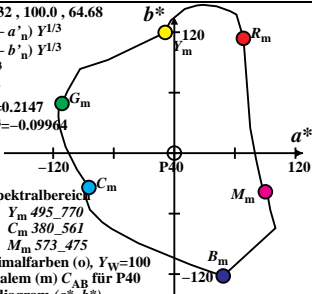 32 , 100.0 , 64.68
– a’n) Y1/3
– b’n) Y1/3
=0.2147
=−0.09964
b*
120
Ym
Rm
Gm
a*
−120
P40
120
Cm
Mm
Bm
−120
pektralbereich
Ym 495_770
Cm 380_561
Mm 573_475
imalfarben (o), YW=100
alem (m) CAB für P40